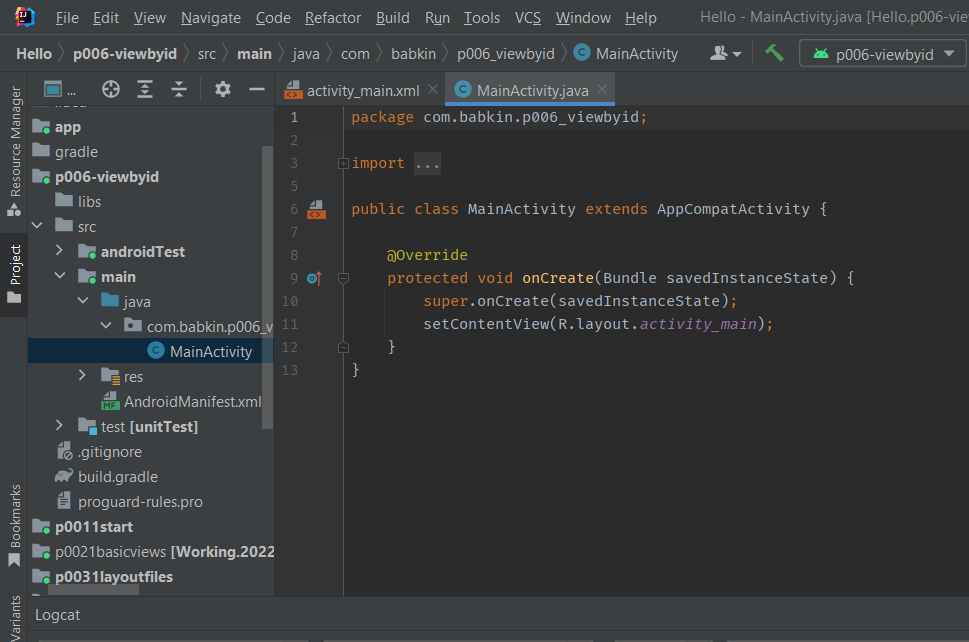 File Edit View Navigate Code Refactor Build Run Tools VCS Window Help Hello - MainActivity.java [Hello.p006-vie
Hello p006-viewbyid src main java com babkin p006_viewbyid MainActivity p006-viewbyid
... activity_main.xml MainActivity.java
Resource Manager
Project
Bookmarks
Variants
app
gradle
p006-viewbyid
libs
src
androidTest
main
java
com.babkin.p006_v
MainActivity
res
AndroidManifest.xml
test [unitTest]
.gitignore
build.gradle
proguard-rules.pro
p0011start
p0021basicviews [Working.2022
p0031layoutfiles
1 package com.babkin.p006_viewbyid;
2
3 import ...
5
6 public class MainActivity extends AppCompatActivity {
7
8 @Override
9 protected void onCreate(Bundle savedInstanceState) {
10 super.onCreate(savedInstanceState);
11 setContentView(R.layout.activity_main);
12 }
13 }
Logcat